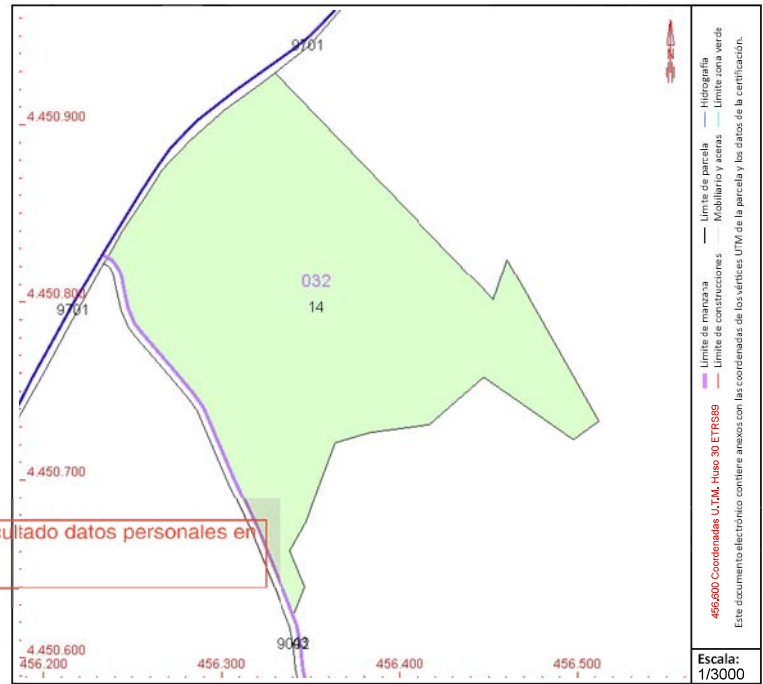 9701
4.450.900
032
14
4.450.800
9701
4.450.700
cultado datos personales en
4.450.600
456.200
456.300
456.400
456.500
Límite de manzana
Límite de parcela
Hidrografía
Límite de construcciones
Mobiliario y aceras
Límite zona verde
456,600 Coordenadas U.T.M. Huso 30 ETRS89
Este documento electrónico contiene anexos con las coordenadas de los vértices UTM de la parcela y los datos de la certificación.
Escala:
1/3000